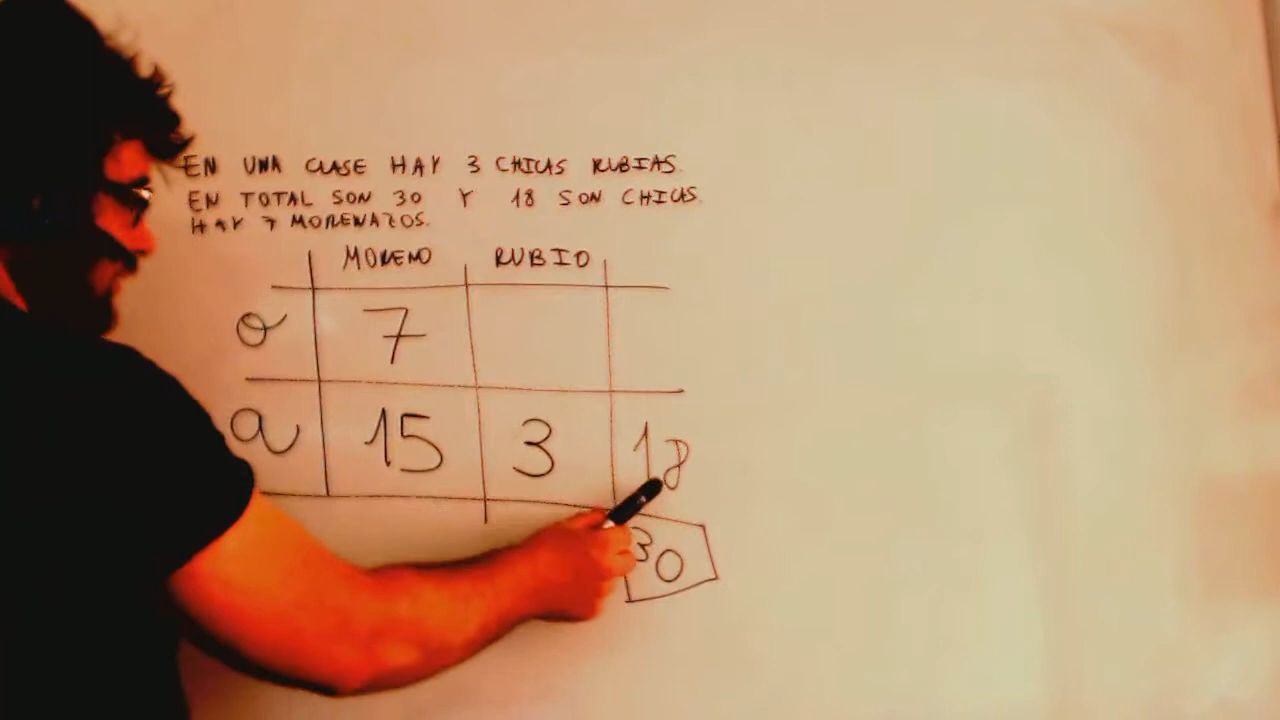 EN UNA CLASE HAY 3 CHICAS RUBIAS.
EN TOTAL SON 30 Y 18 SON CHICAS.
HAY 7 MORENAZOS.
MORENO RUBIO
o 7
a 15 3 18
30